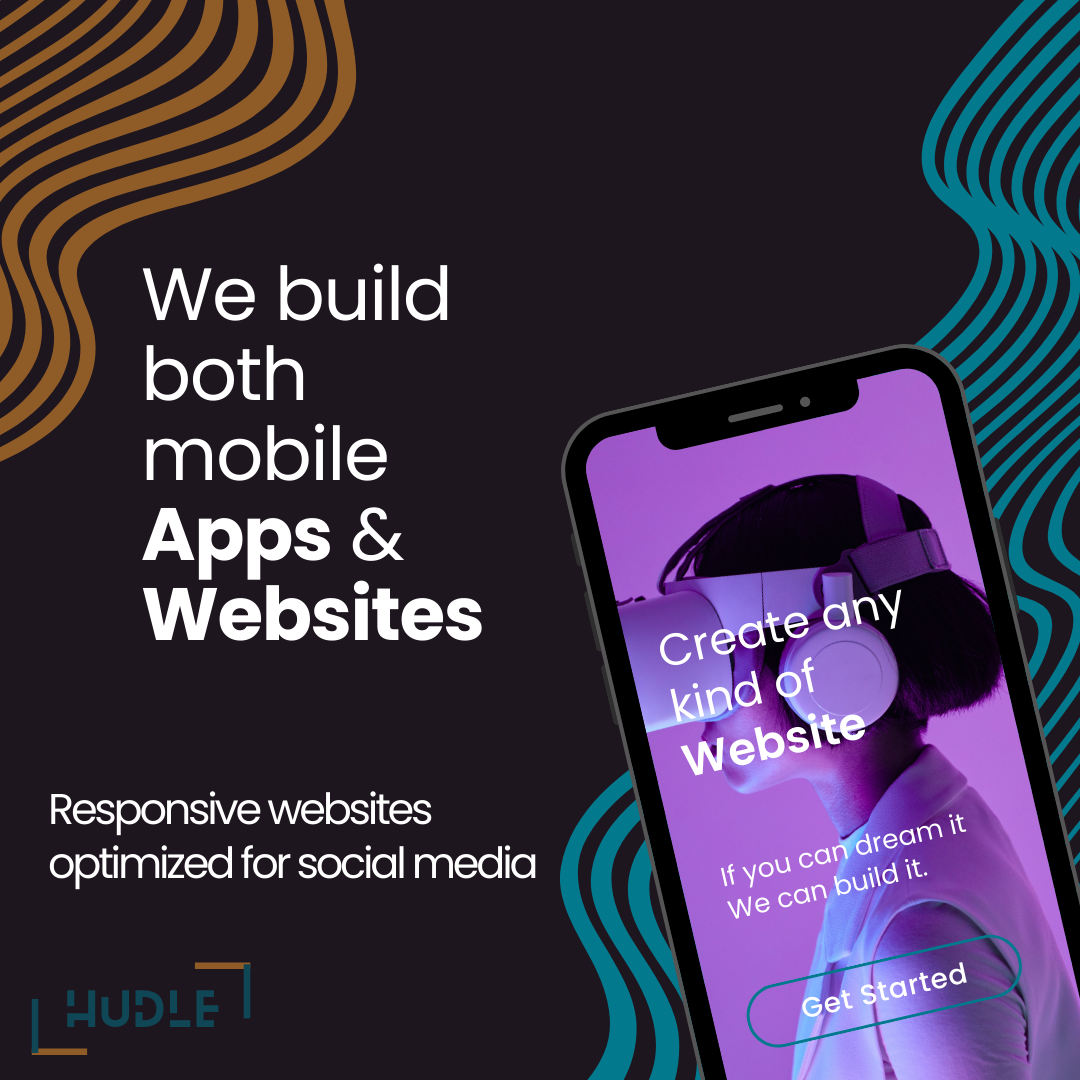 We build
both
mobile
Apps &
Websites
Responsive websites
optimized for social media
HUDLE
Create any
kind of
Website
If you can dream it
We can build it.
Get Started